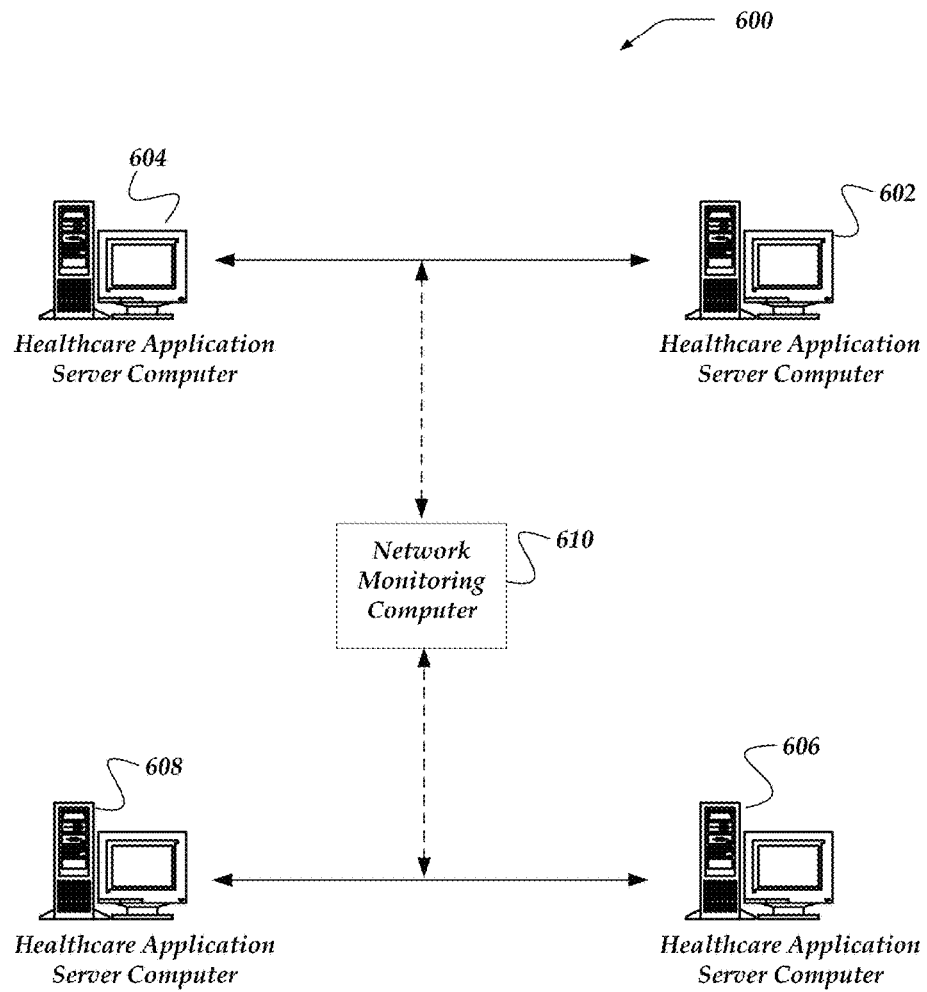 600
604
602
Healthcare Application
Server Computer
Healthcare Application
Server Computer
610
Network
Monitoring
Computer
608
606
Healthcare Application
Server Computer
Healthcare Application
Server Computer